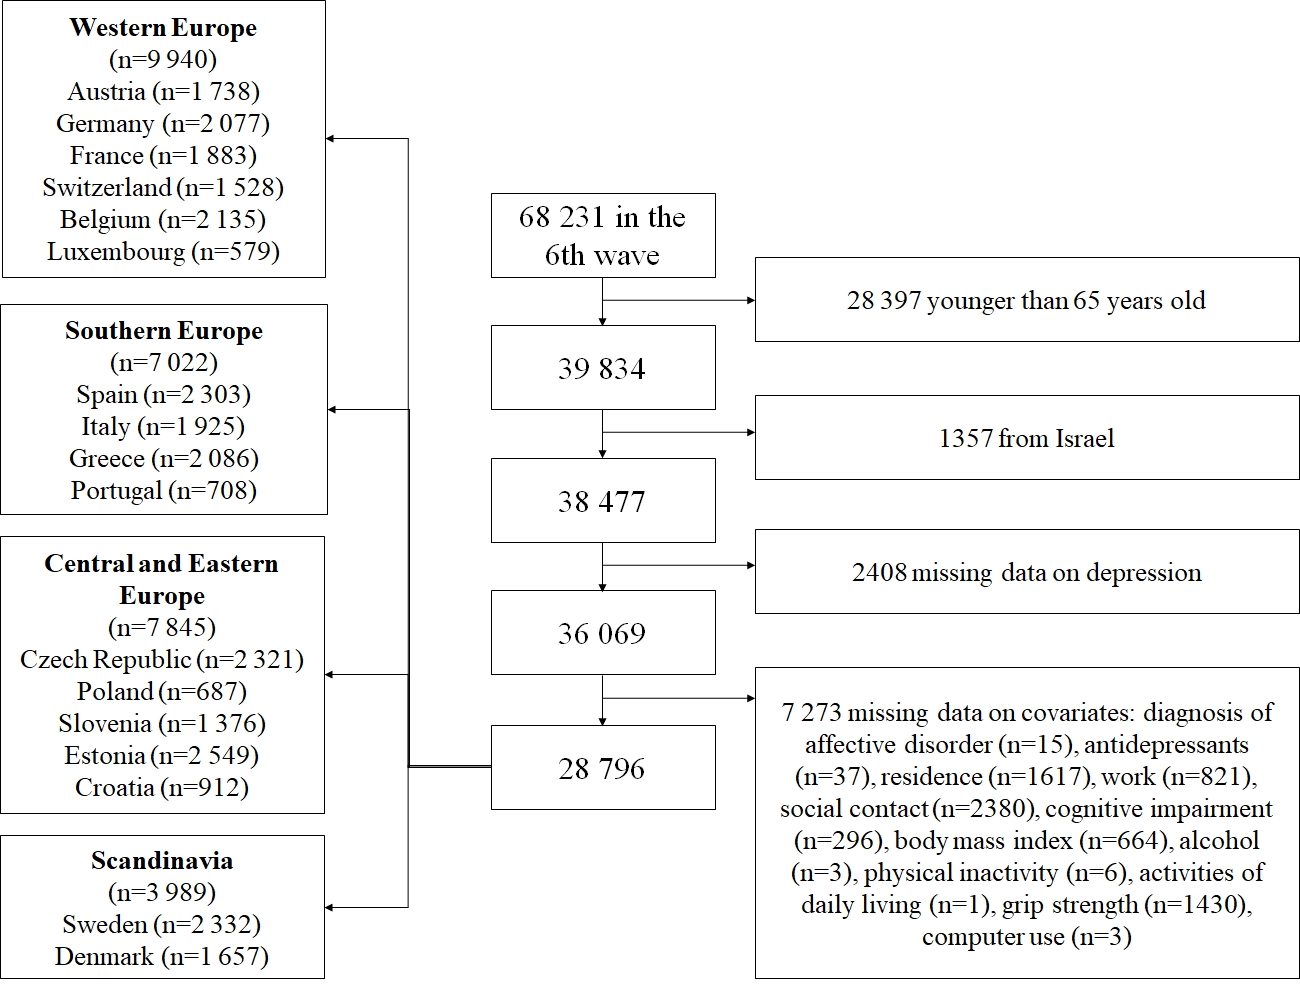 Western Europe
(n=9 940)
Austria (n=1 738)
Germany (n=2 077)
France (n=1 883)
Switzerland (n=1 528)
Belgium (n=2 135)
Luxembourg (n=579)
Southern Europe
(n=7 022)
Spain (n=2 303)
Italy (n=1 925)
Greece (n=2 086)
Portugal (n=708)
Central and Eastern
Europe
(n=7 845)
Czech Republic (n=2 321)
Poland (n=687)
Slovenia (n=1 376)
Estonia (n=2 549)
Croatia (n=912)
Scandinavia
(n=3 989)
Sweden (n=2 332)
Denmark (n=1 657)
68 231 in the
6th wave
39 834
38 477
36 069
28 796
28 397 younger than 65 years old
1357 from Israel
2408 missing data on depression
7 273 missing data on covariates: diagnosis of
affective disorder (n=15), antidepressants
(n=37), residence (n=1617), work (n=821),
social contact (n=2380), cognitive impairment
(n=296), body mass index (n=664), alcohol
(n=3), physical inactivity (n=6), activities of
daily living (n=1), grip strength (n=1430),
computer use (n=3)